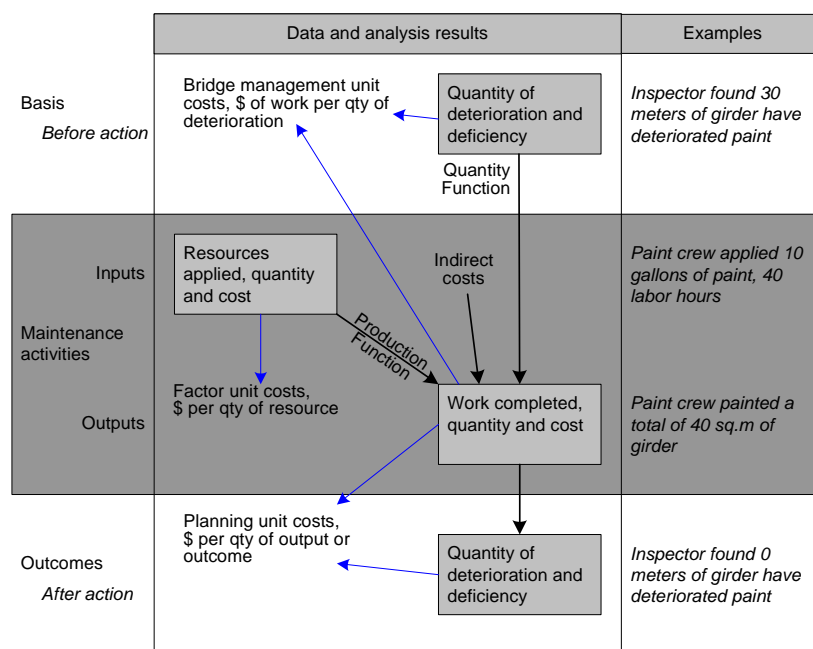 Data and analysis results
Examples
Basis
Before action
Bridge management unit
costs, $ of work per qty of
deterioration
Quantity of
deterioration and
deficiency
Inspector found 30
meters of girder have
deteriorated paint
Quantity
Function
Inputs
Resources
applied, quantity
and cost
Indirect
costs
Paint crew applied 10
gallons of paint, 40
labor hours
Maintenance
activities
Production
Function
Factor unit costs,
$ per qty of resource
Outputs
Work completed,
quantity and cost
Paint crew painted a
total of 40 sq.m of
girder
Outcomes
After action
Planning unit costs,
$ per qty of output or
outcome
Quantity of
deterioration and
deficiency
Inspector found 0
meters of girder have
deteriorated paint